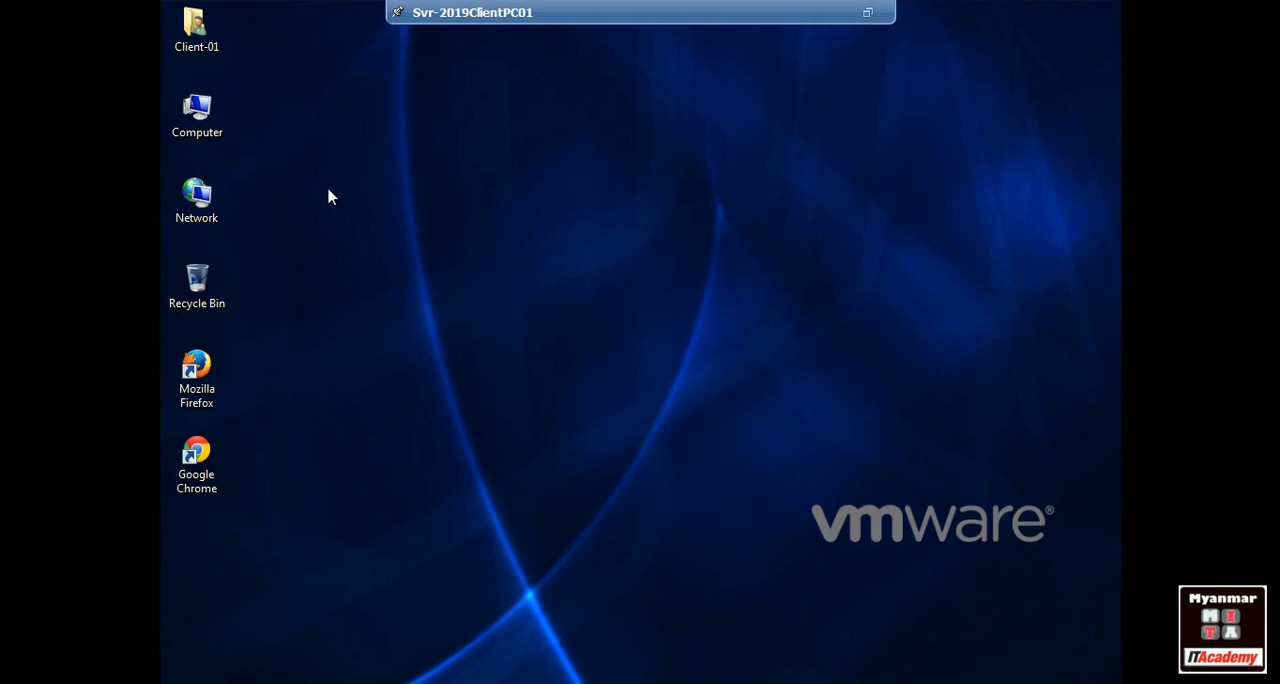 Svr-2019ClientPC01
Client-01
Computer
Network
Recycle Bin
Mozilla
Firefox
Google
Chrome
vmware®
Myanmar
M I
T A
ITAcademy